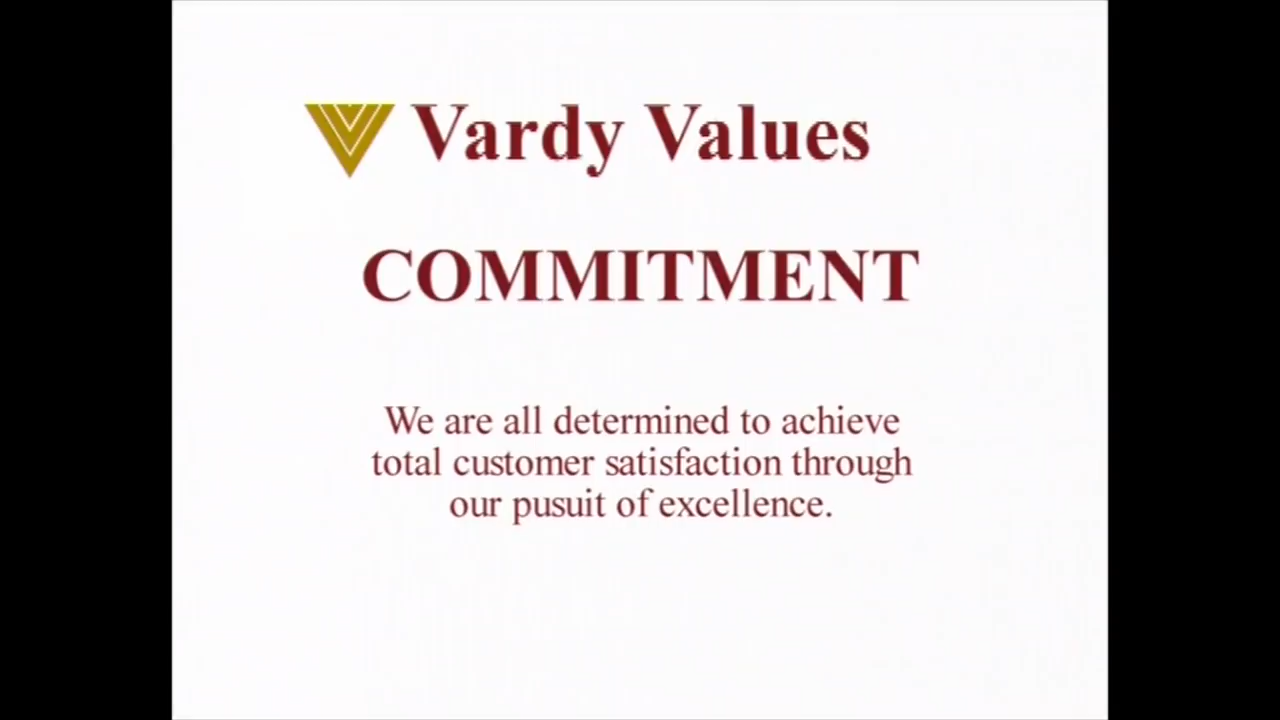 Vardy Values
COMMITMENT
We are all determined to achieve
total customer satisfaction through
our pusuit of excellence.